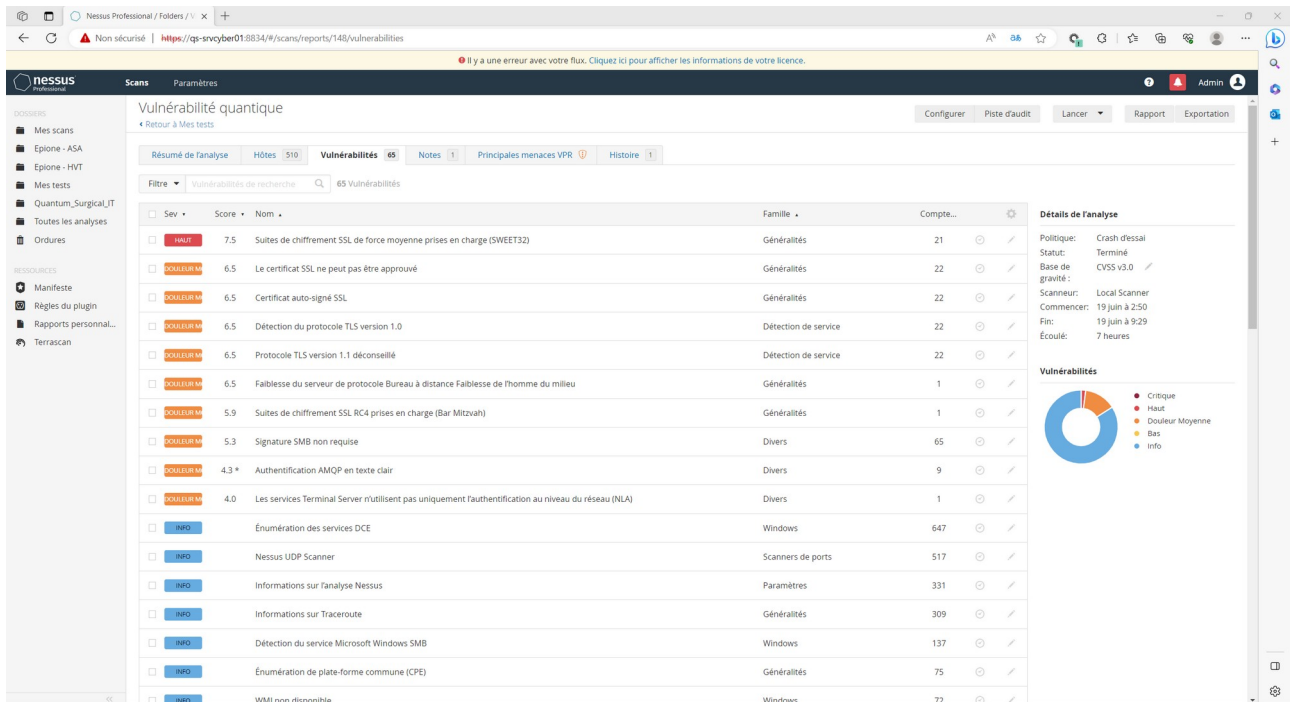 Nessus Professional / Folders / V
Non sécurisé | https://qs-srvcyber01:8834/#/scans/reports/148/vulnerabilities
Il y a une erreur avec votre flux. Cliquez ici pour afficher les informations de votre licence.
nessus Professional
Scans Paramètres Admin
DOSSIERS
Mes scans
Epione - ASA
Epione - HVT
Mes tests
Quantum_Surgical_IT
Toutes les analyses
Ordures
RESSOURCES
Manifeste
Règles du plugin
Rapports personnal...
Terrascan
Vulnérabilité quantique
Retour à Mes tests
Configurer Piste d'audit Lancer Rapport Exportation
Résumé de l'analyse Hôtes 510 Vulnérabilités 65 Notes 1 Principales menaces VPR Histoire 1
Filtre Vulnérabilités de recherche 65 Vulnérabilités
Sev Score Nom Famille Compte...
HAUT 7.5 Suites de chiffrement SSL de force moyenne prises en charge (SWEET32) Généralités 21
DOULEUR M 6.5 Le certificat SSL ne peut pas être approuvé Généralités 22
DOULEUR M 6.5 Certificat auto-signé SSL Généralités 22
DOULEUR M 6.5 Détection du protocole TLS version 1.0 Détection de service 22
DOULEUR M 6.5 Protocole TLS version 1.1 déconseillé Détection de service 22
DOULEUR M 6.5 Faiblesse du serveur de protocole Bureau à distance Faiblesse de l'homme du milieu Généralités 1
DOULEUR M 5.9 Suites de chiffrement SSL RC4 prises en charge (Bar Mitzvah) Généralités 1
DOULEUR M 5.3 Signature SMB non requise Divers 65
DOULEUR M 4.3 * Authentification AMQP en texte clair Divers 9
DOULEUR M 4.0 Les services Terminal Server n'utilisent pas uniquement l'authentification au niveau du réseau (NLA) Divers 1
INFO Énumération des services DCE Windows 647
INFO Nessus UDP Scanner Scanners de ports 517
INFO Informations sur l'analyse Nessus Paramètres 331
INFO Informations sur Traceroute Généralités 309
INFO Détection du service Microsoft Windows SMB Windows 137
INFO Énumération de plate-forme commune (CPE) Généralités 75
INFO WMI non disponible Windows 72
Détails de l'analyse
Politique: Crash d'essai
Statut: Terminé
Base de gravité : CVSS v3.0
Scanneur: Local Scanner
Commencer: 19 juin à 2:50
Fin: 19 juin à 9:29
Écoulé: 7 heures
Vulnérabilités
Critique
Haut
Douleur Moyenne
Bas
Info